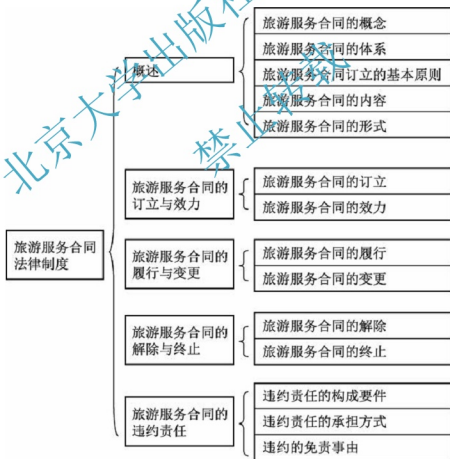 北京大学出版社
禁止转载
旅游服务合同
法律制度
概述
旅游服务合同的概念
旅游服务合同的体系
旅游服务合同订立的基本原则
旅游服务合同的内容
旅游服务合同的形式
旅游服务合同的
订立与效力
旅游服务合同的订立
旅游服务合同的效力
旅游服务合同的
履行与变更
旅游服务合同的履行
旅游服务合同的变更
旅游服务合同的
解除与终止
旅游服务合同的解除
旅游服务合同的终止
旅游服务合同的
违约责任
违约责任的构成要件
违约责任的承担方式
违约的免责事由